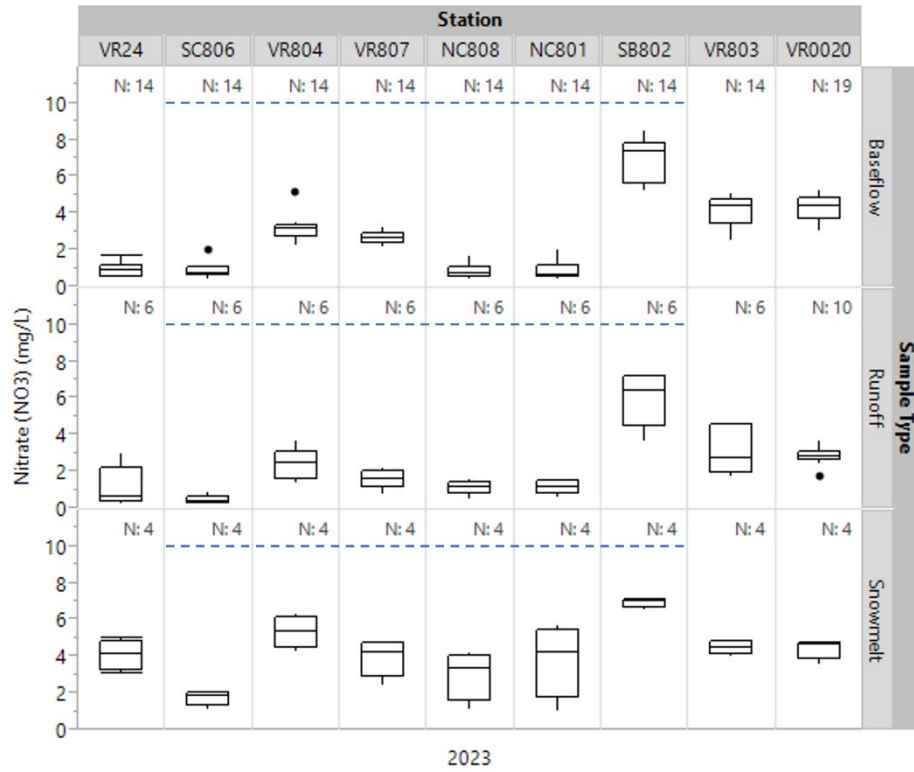 Station
VR24 SC806 VR804 VR807 NC808 NC801 SB802 VR803 VR0020
N: 14 N: 14 N: 14 N: 14 N: 14 N: 14 N: 14 N: 14 N: 19
10
8
6
4
2
0
Baseflow
N: 6 N: 6 N: 6 N: 6 N: 6 N: 6 N: 6 N: 6 N: 10
10
8
6
4
2
0
Runoff
N: 4 N: 4 N: 4 N: 4 N: 4 N: 4 N: 4 N: 4 N: 4
10
8
6
4
2
0
Snowmelt
Nitrate (NO3) (mg/L)
Sample Type
2023